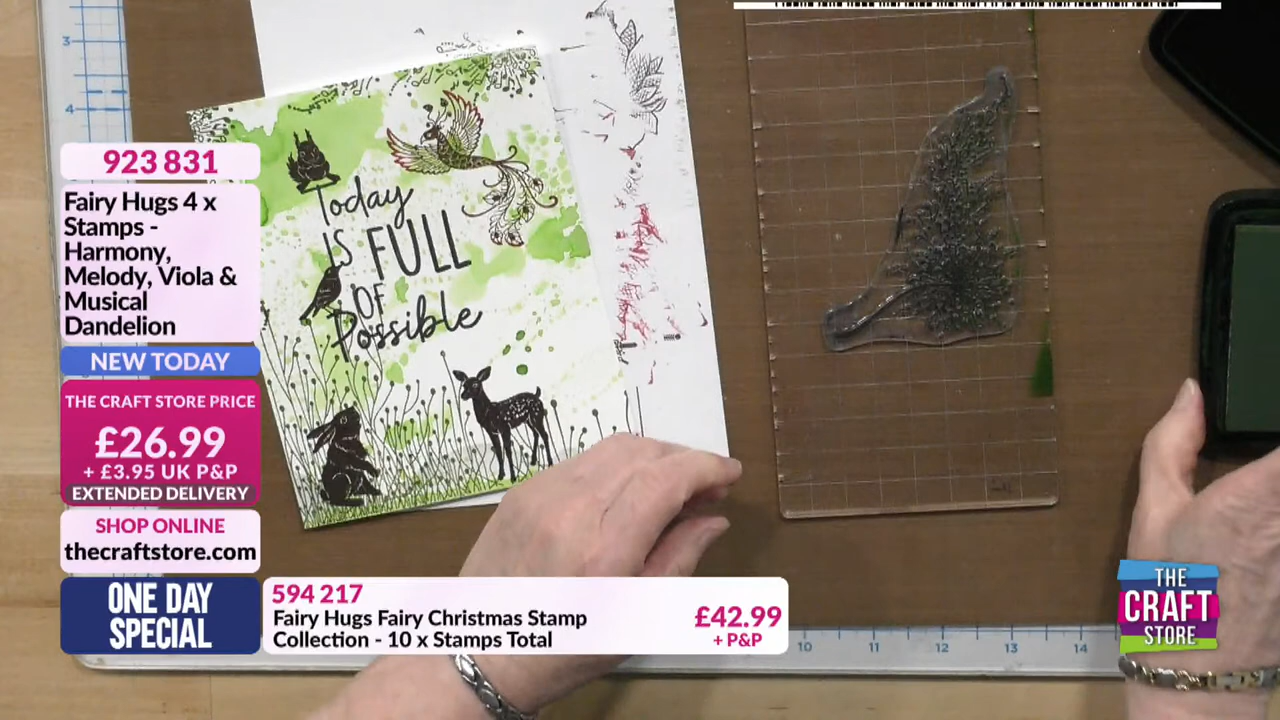 923 831
Fairy Hugs 4 x
Stamps -
Harmony,
Melody, Viola &
Musical
Dandelion
NEW TODAY
THE CRAFT STORE PRICE
£26.99
+ £3.95 UK P&P
EXTENDED DELIVERY
SHOP ONLINE
thecraftstore.com
ONE DAY
SPECIAL
594 217
Fairy Hugs Fairy Christmas Stamp
Collection - 10 x Stamps Total
£42.99
+ P&P
Today
IS FULL
OF
Possible
THE
CRAFT
STORE
3
4
10
11
12
13
14